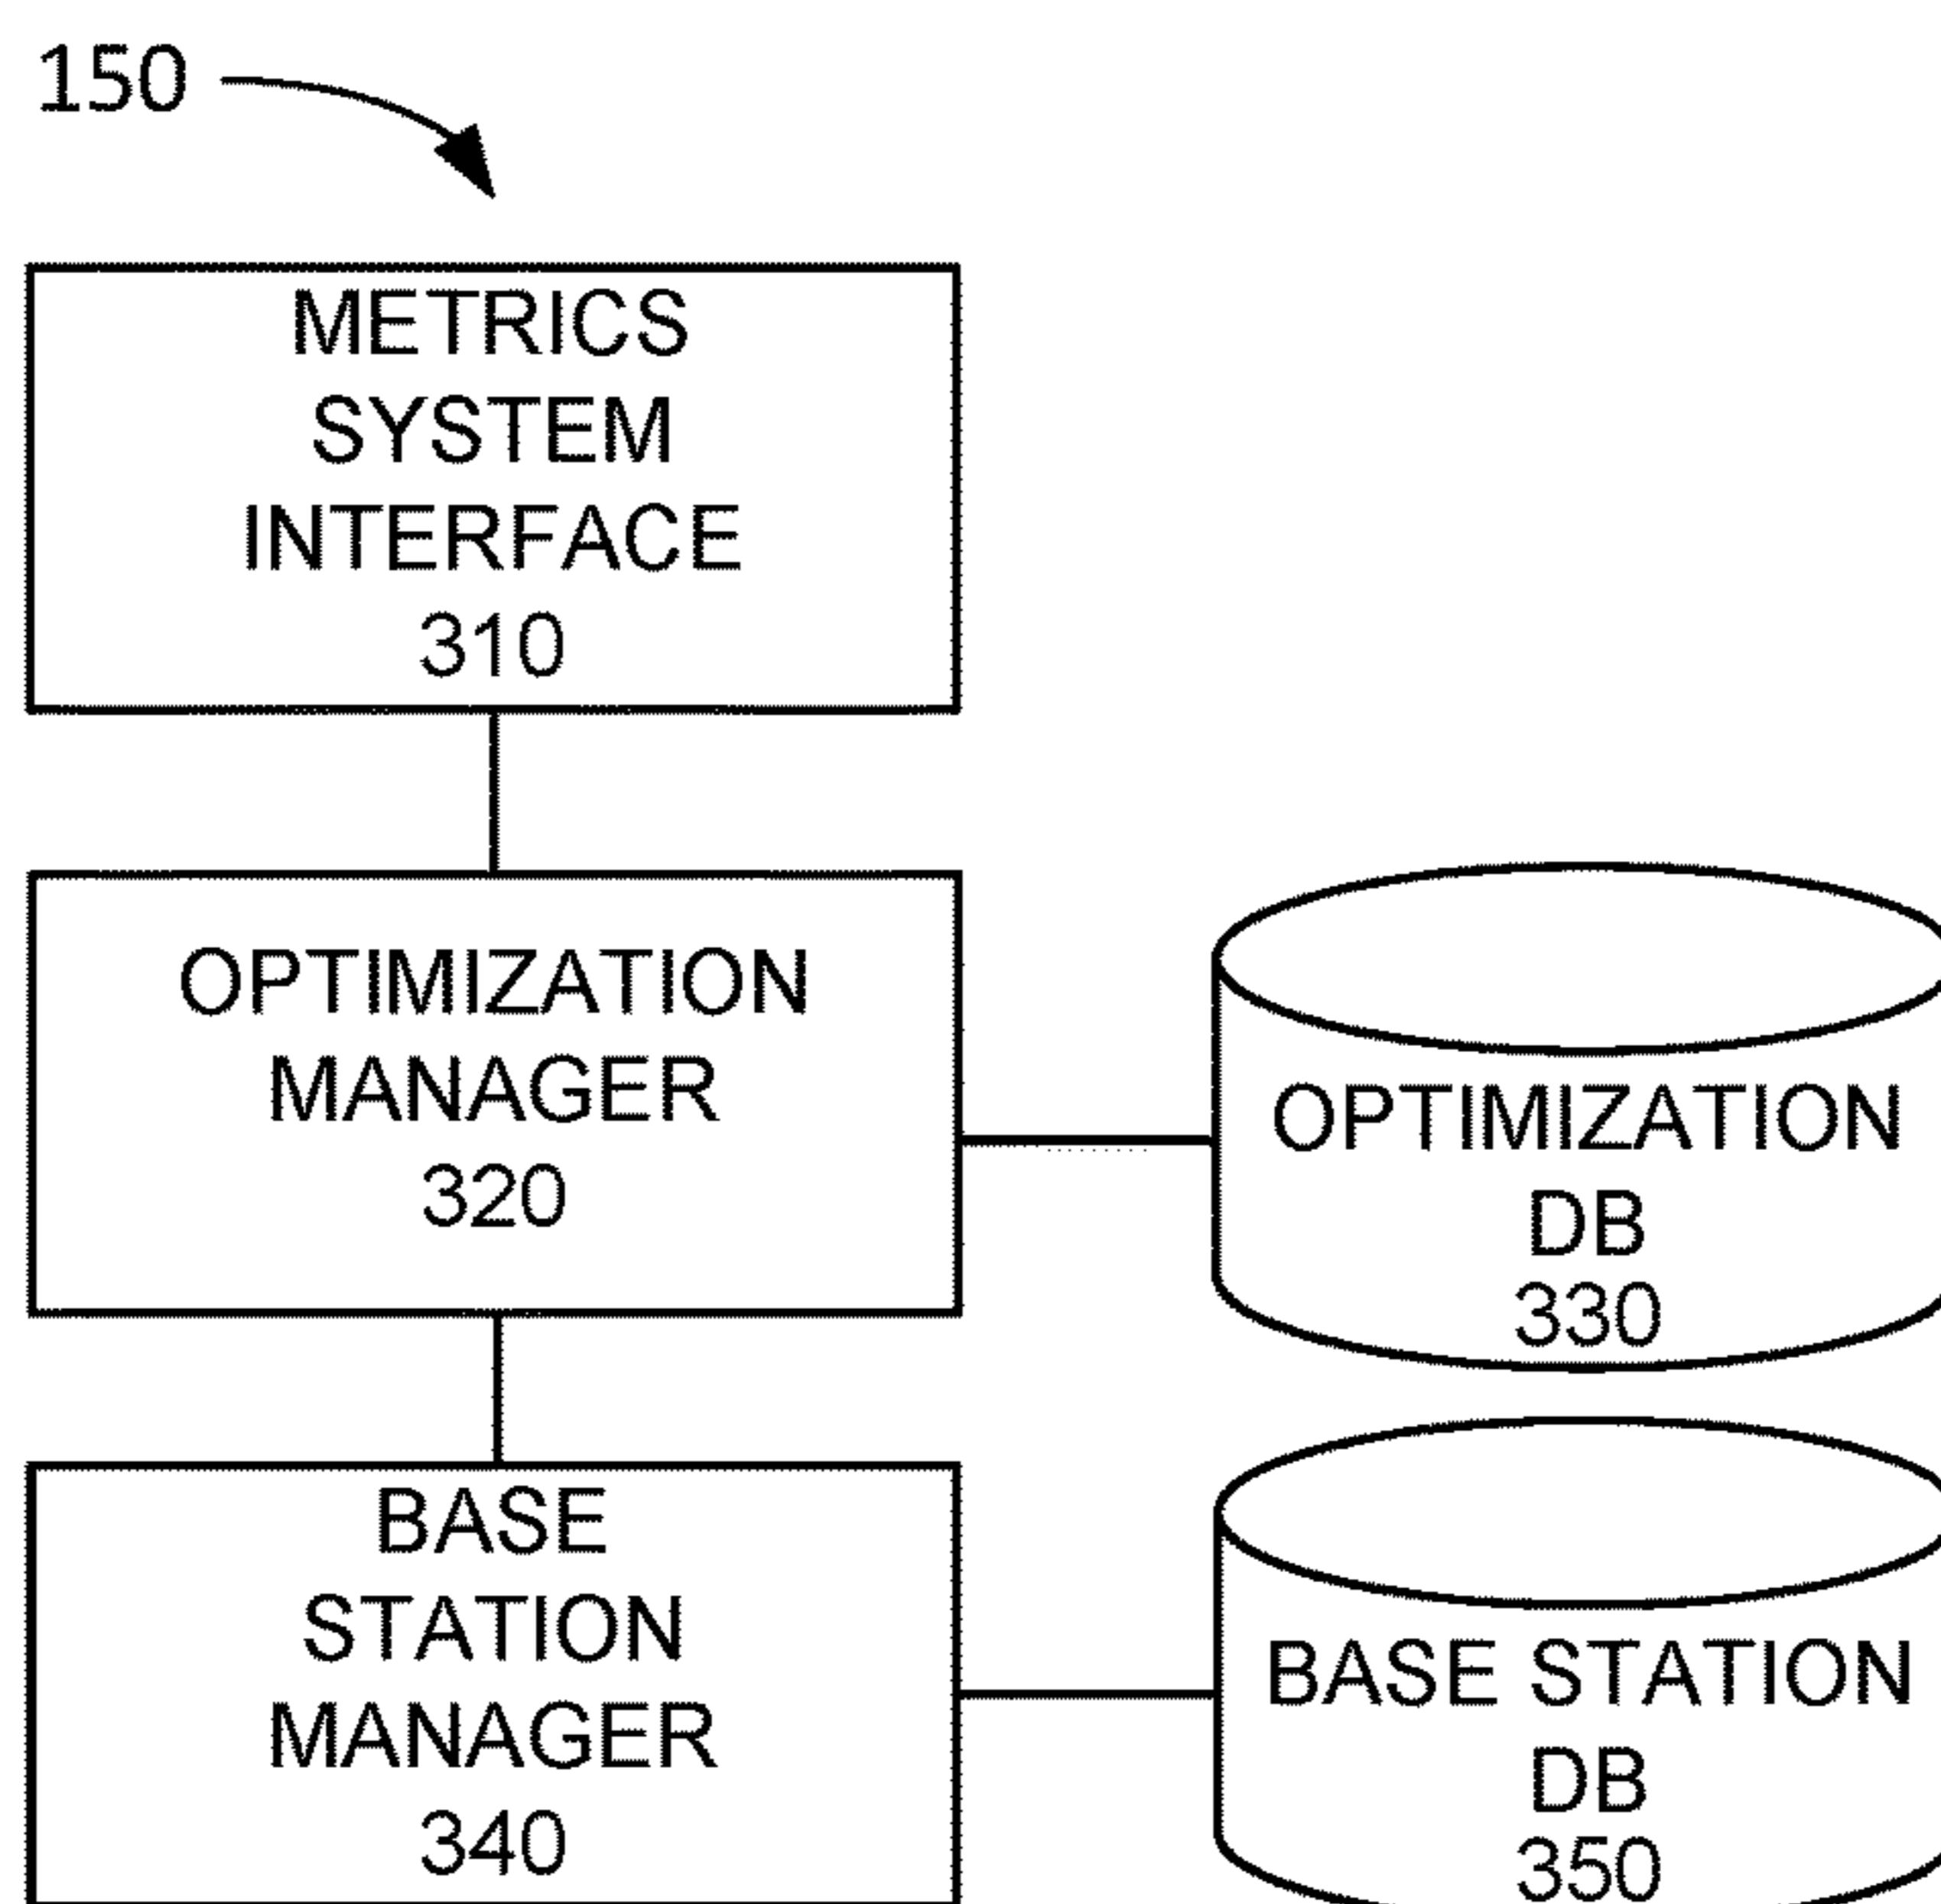 150
METRICS
SYSTEM
INTERFACE
310
OPTIMIZATION
MANAGER
320
OPTIMIZATION
DB
330
BASE
STATION
MANAGER
340
BASE STATION
DB
350